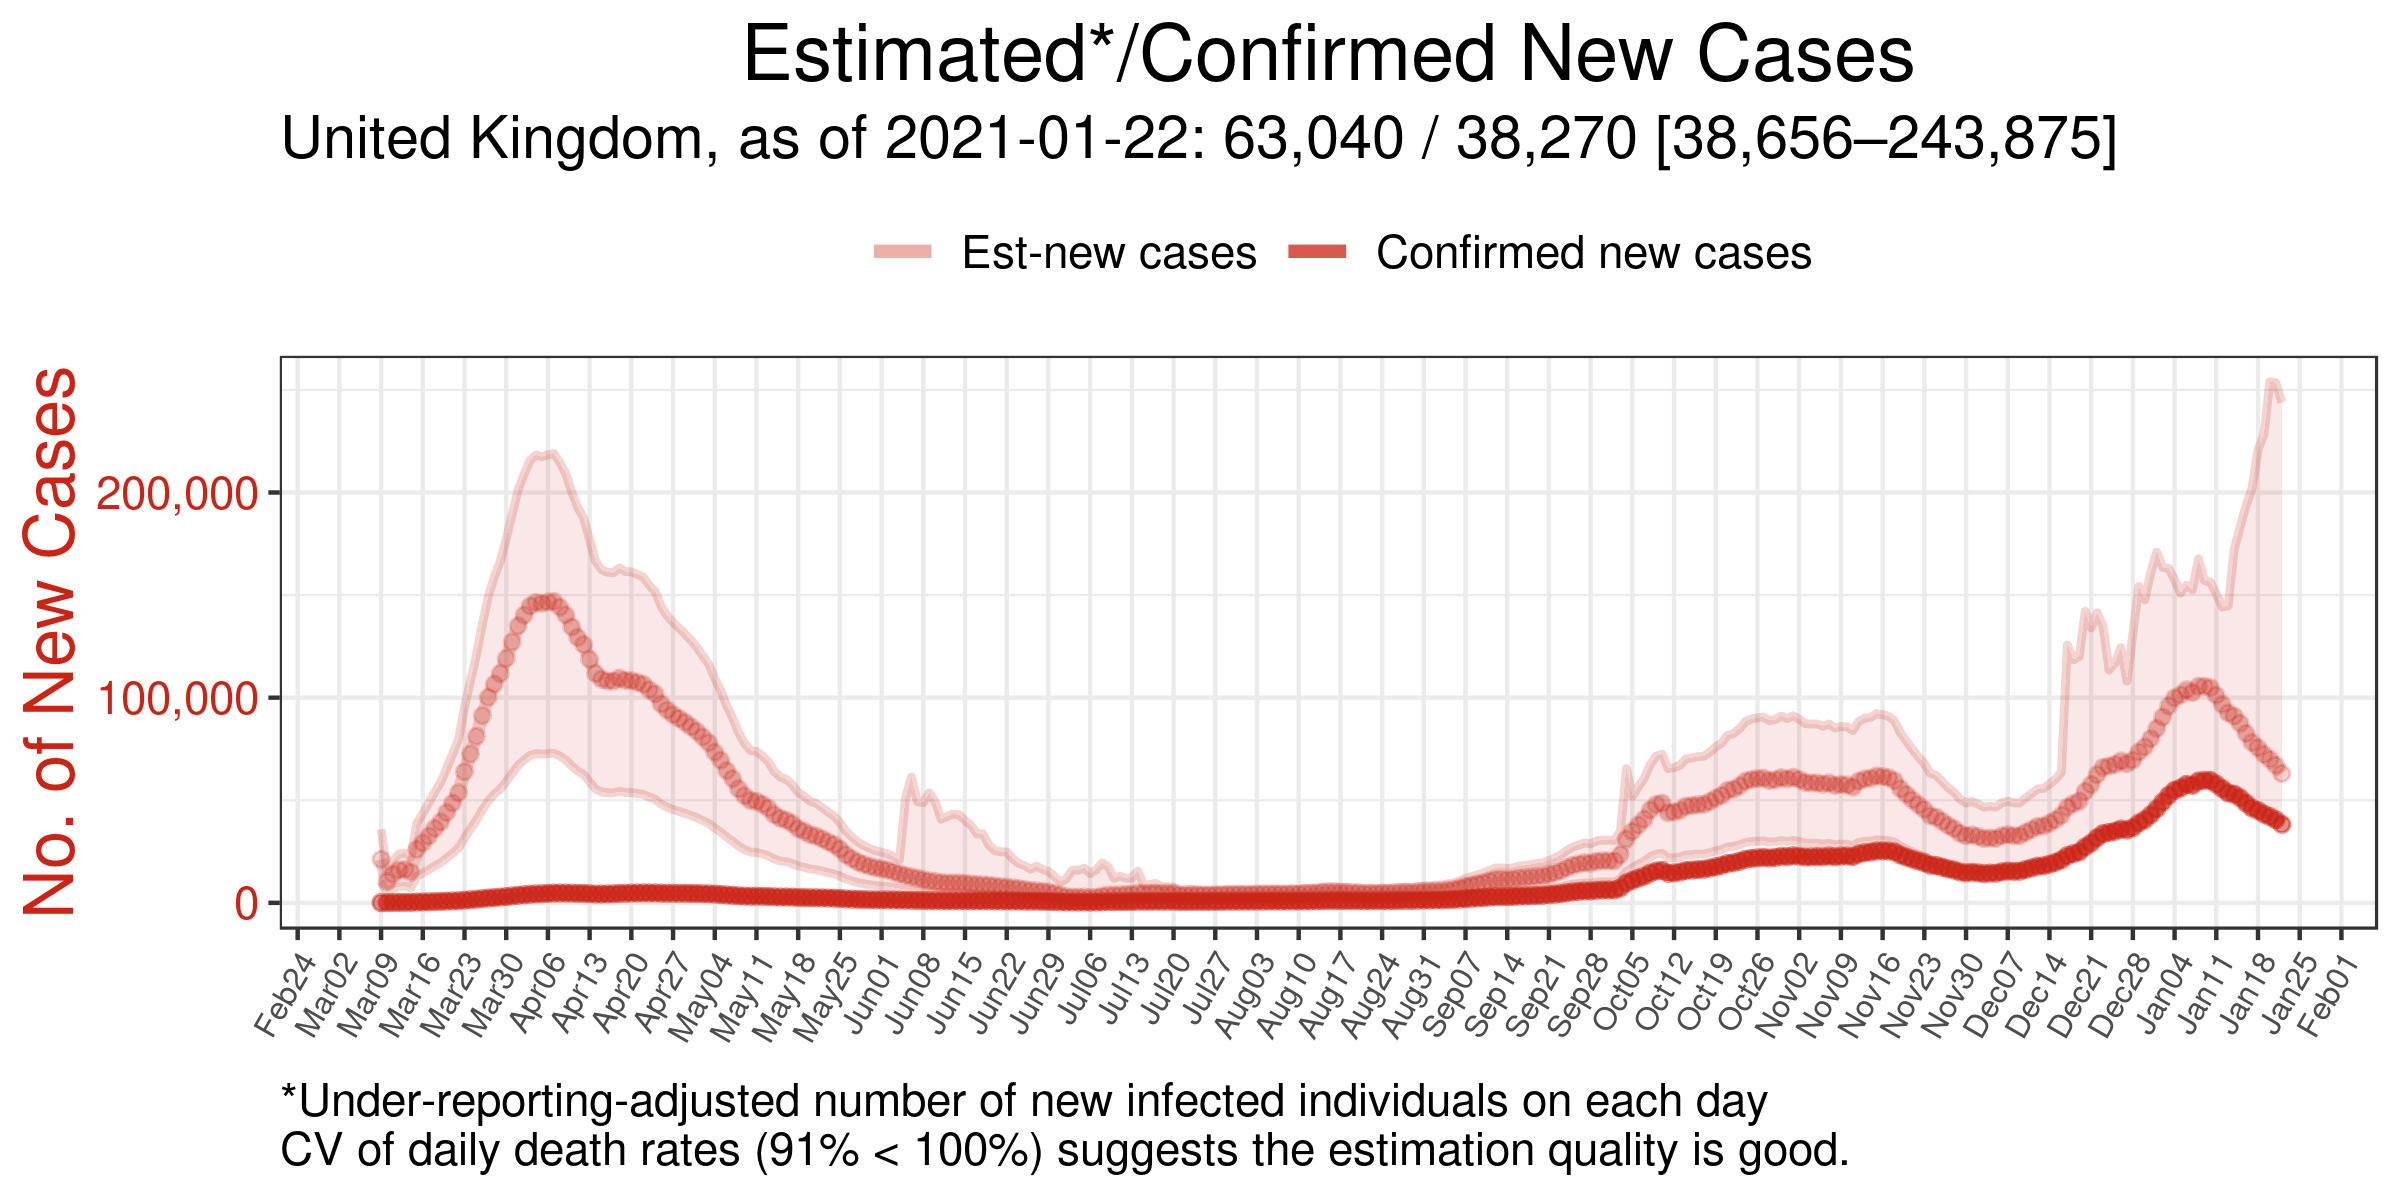 Estimated*/Confirmed New Cases
United Kingdom, as of 2021-01-22: 63,040 / 38,270 [38,656–243,875]
Est-new cases Confirmed new cases
No. of New Cases
200,000
100,000
0
Feb24 Mar02 Mar09 Mar16 Mar23 Mar30 Apr06 Apr13 Apr20 Apr27 May04 May11 May18 May25 Jun01 Jun08 Jun15 Jun22 Jun29 Jul06 Jul13 Jul20 Jul27 Aug03 Aug10 Aug17 Aug24 Aug31 Sep07 Sep14 Sep21 Sep28 Oct05 Oct12 Oct19 Oct26 Nov02 Nov09 Nov16 Nov23 Nov30 Dec07 Dec14 Dec21 Dec28 Jan04 Jan11 Jan18 Jan25 Feb01
*Under-reporting-adjusted number of new infected individuals on each day
CV of daily death rates (91% < 100%) suggests the estimation quality is good.